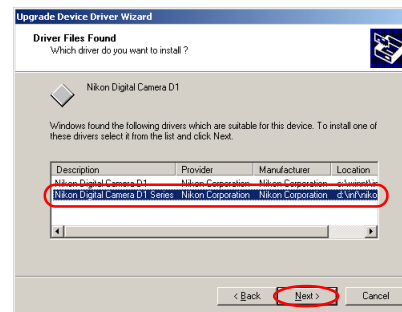 Upgrade Device Driver Wizard
Driver Files Found
Which driver do you want to install ?
Nikon Digital Camera D1
Windows found the following drivers which are suitable for this device. To install one of
these drivers select it from the list and click Next.
Description Provider Manufacturer Location
Nikon Digital Camera D1 Nikon Corporation Nikon Corporation
Nikon Digital Camera D1 Series Nikon Corporation Nikon Corporation d:\inf\niko
< Back Next > Cancel